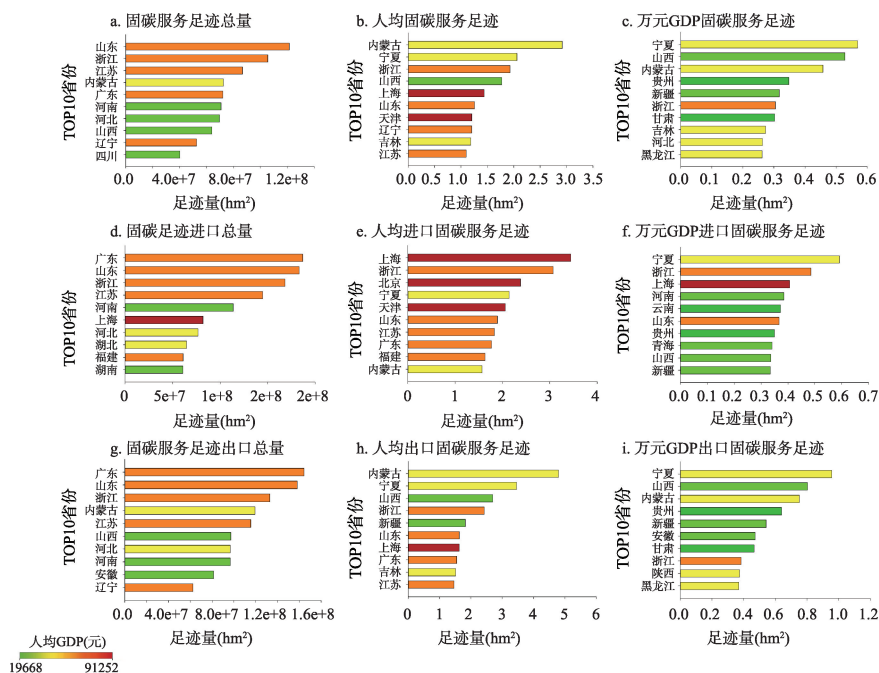 a. 固碳服务足迹总量
TOP10省份
山东
浙江
江苏
内蒙古
广东
河南
河北
山西
辽宁
四川
0.0 4.0e+7 8.0e+7 1.2e+8
足迹量(hm²)
b. 人均固碳服务足迹
TOP10省份
内蒙古
宁夏
浙江
山西
上海
山东
天津
辽宁
吉林
江苏
0.0 0.5 1.0 1.5 2.0 2.5 3.0 3.5
足迹量(hm²)
c. 万元GDP固碳服务足迹
TOP10省份
宁夏
山西
内蒙古
贵州
新疆
浙江
甘肃
吉林
河北
黑龙江
0.0 0.1 0.2 0.3 0.4 0.5 0.6
足迹量(hm²)
d. 固碳足迹进口总量
TOP10省份
广东
山东
浙江
江苏
河南
上海
河北
湖北
福建
湖南
0 5e+7 1e+8 2e+8 2e+8
足迹量(hm²)
e. 人均进口固碳服务足迹
TOP10省份
上海
浙江
北京
宁夏
天津
山东
江苏
广东
福建
内蒙古
0 1 2 3 4
足迹量(hm²)
f. 万元GDP进口固碳服务足迹
TOP10省份
宁夏
浙江
上海
河南
云南
山东
贵州
青海
山西
新疆
0.0 0.1 0.2 0.3 0.4 0.5 0.6 0.7
足迹量(hm²)
g. 固碳服务足迹出口总量
TOP10省份
广东
山东
浙江
内蒙古
江苏
山西
河北
河南
安徽
辽宁
0.0 4.0e+7 8.0e+7 1.2e+8 1.6e+8
足迹量(hm²)
h. 人均出口固碳服务足迹
TOP10省份
内蒙古
宁夏
山西
浙江
新疆
山东
上海
广东
吉林
江苏
0 1 2 3 4 5 6
足迹量(hm²)
i. 万元GDP出口固碳服务足迹
TOP10省份
宁夏
山西
内蒙古
贵州
新疆
安徽
甘肃
浙江
陕西
黑龙江
0.0 0.2 0.4 0.6 0.8 1.0 1.2
足迹量(hm²)
人均GDP(元)
19668 91252